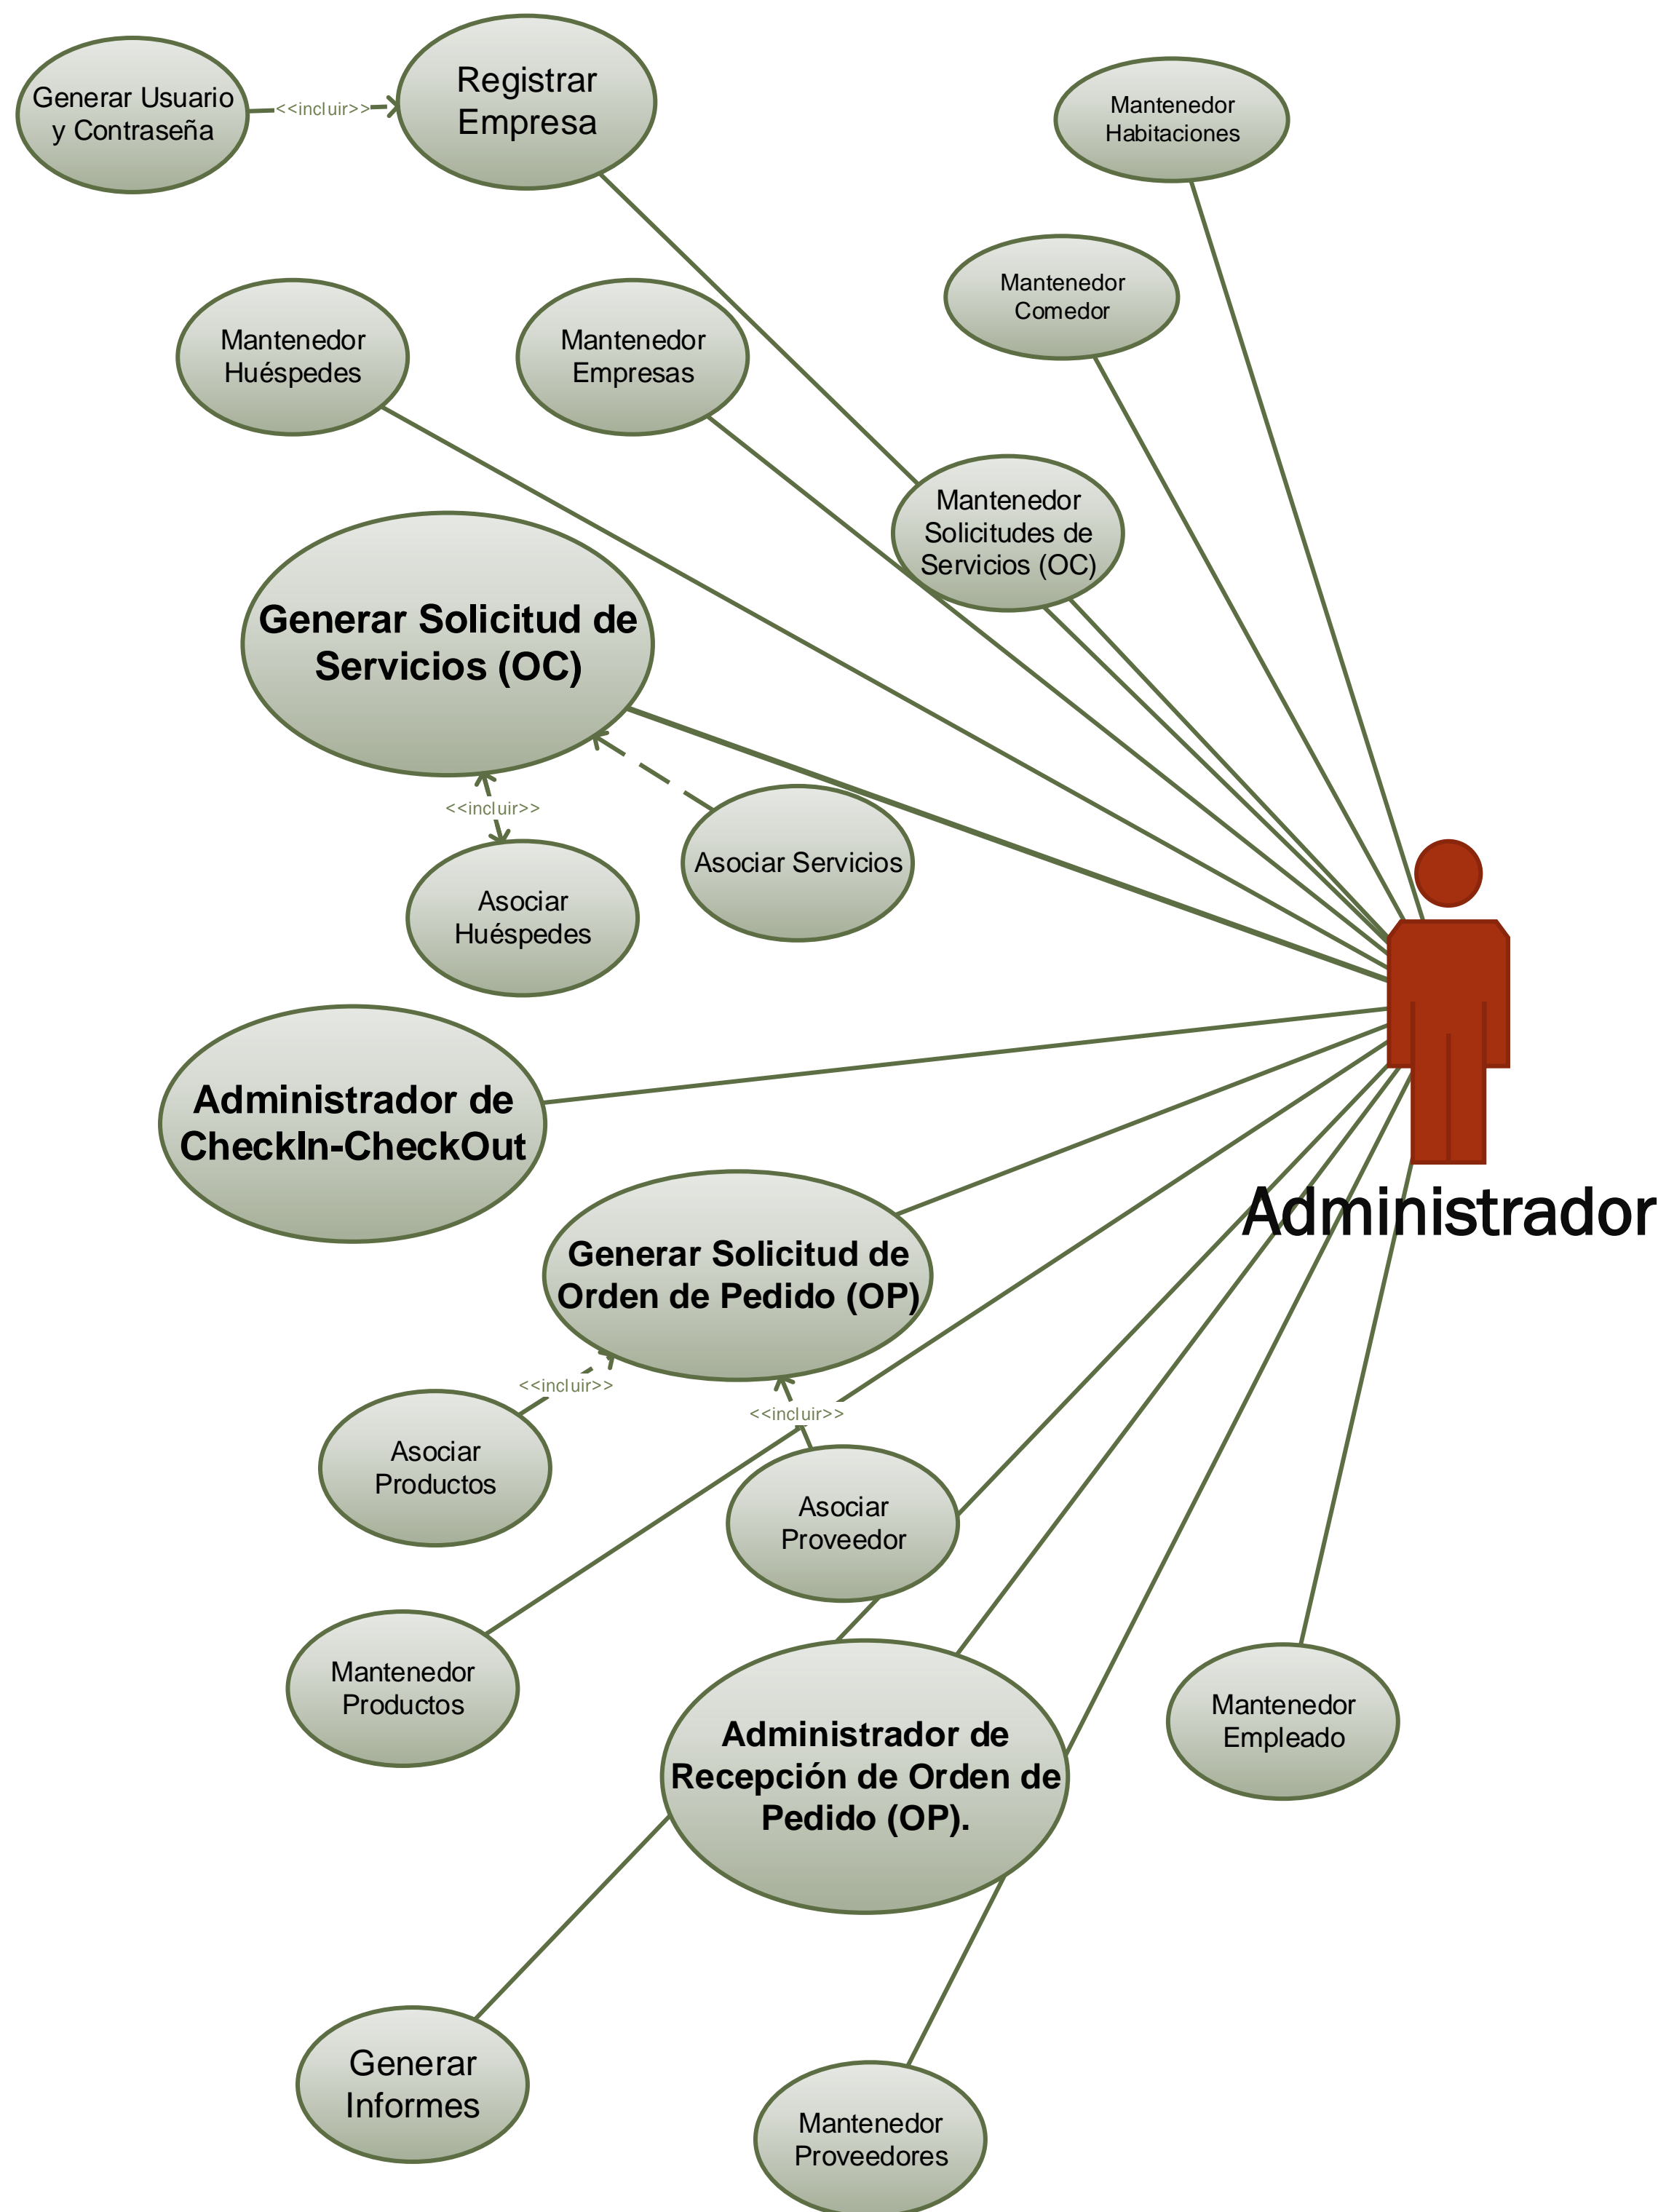 Generar Usuario
y Contraseña
<<incluir>>
Registrar
Empresa
Mantenedor
Habitaciones
Mantenedor
Comedor
Mantenedor
Huéspedes
Mantenedor
Empresas
Mantenedor
Solicitudes de
Servicios (OC)
Generar Solicitud de
Servicios (OC)
<<incluir>>
Asociar Servicios
Asociar
Huéspedes
Administrador de
CheckIn-CheckOut
Administrador
Generar Solicitud de
Orden de Pedido (OP)
<<incluir>>
<<incluir>>
Asociar
Productos
Asociar
Proveedor
Mantenedor
Productos
Mantenedor
Empleado
Administrador de
Recepción de Orden de
Pedido (OP).
Generar
Informes
Mantenedor
Proveedores